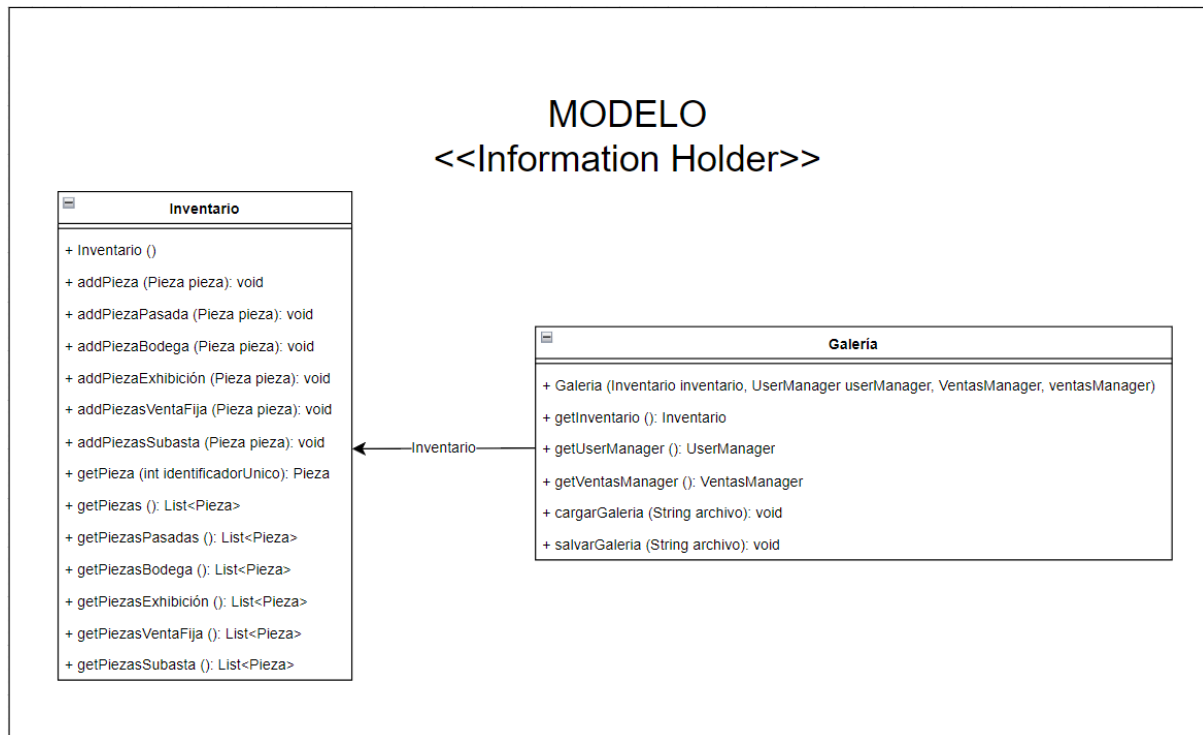 MODELO
<<Information Holder>>
Inventario
+ Inventario ()
+ addPieza (Pieza pieza): void
+ addPiezaPasada (Pieza pieza): void
+ addPiezaBodega (Pieza pieza): void
+ addPiezaExhibición (Pieza pieza): void
+ addPiezasVentaFija (Pieza pieza): void
+ addPiezasSubasta (Pieza pieza): void
+ getPieza (int identificadorUnico): Pieza
+ getPiezas (): List<Pieza>
+ getPiezasPasadas (): List<Pieza>
+ getPiezasBodega (): List<Pieza>
+ getPiezasExhibición (): List<Pieza>
+ getPiezasVentaFija (): List<Pieza>
+ getPiezasSubasta (): List<Pieza>
Inventario
Galería
+ Galeria (Inventario inventario, UserManager userManager, VentasManager, ventasManager)
+ getInventario (): Inventario
+ getUserManager (): UserManager
+ getVentasManager (): VentasManager
+ cargarGaleria (String archivo): void
+ salvarGaleria (String archivo): void